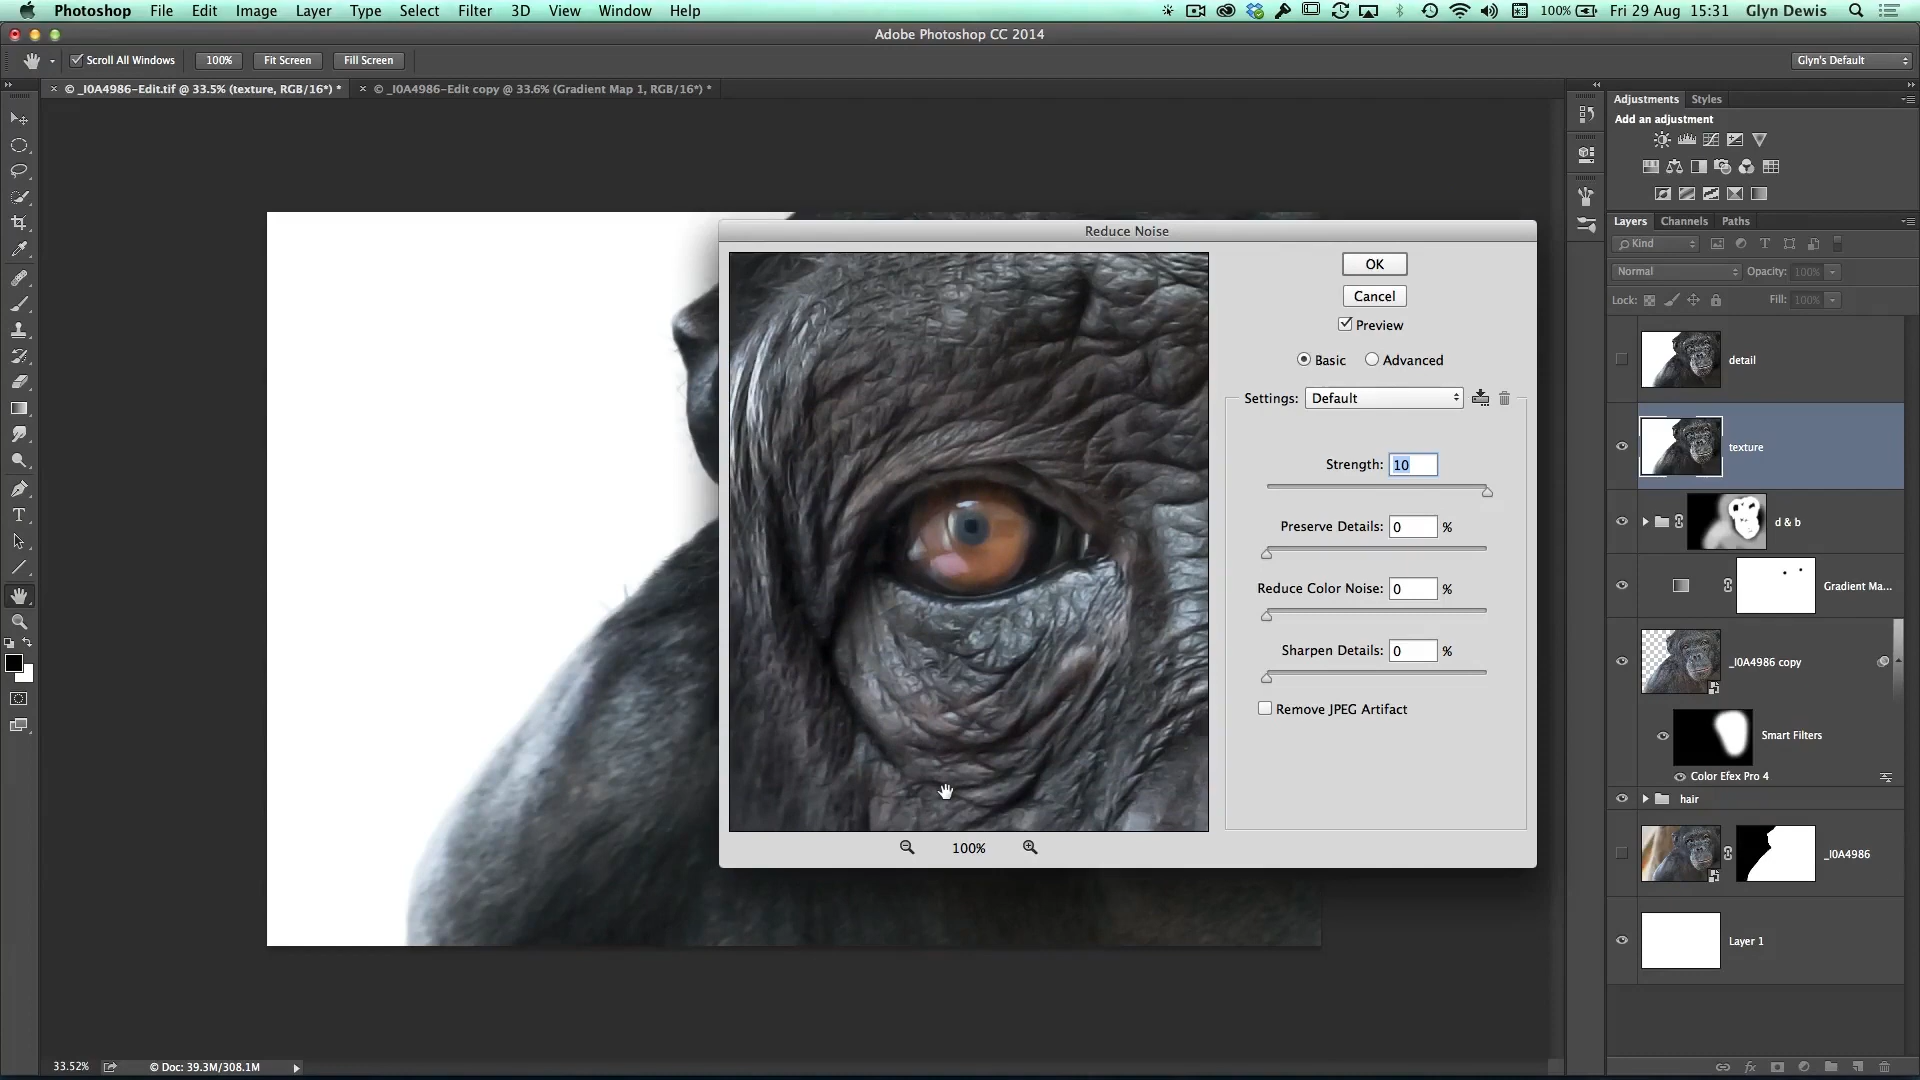 Photoshop File Edit Image Layer Type Select Filter 3D View Window Help 100% Fri 29 Aug 15:31 Glyn Dewis
Adobe Photoshop CC 2014
Scroll All Windows 100% Fit Screen Fill Screen Glyn's Default
© _I0A4986-Edit.tif @ 33.5% (texture, RGB/16*) * © _I0A4986-Edit copy @ 33.6% (Gradient Map 1, RGB/16*) *
Adjustments Styles
Add an adjustment
Layers Channels Paths
Kind
Normal Opacity: 100%
Lock: Fill: 100%
detail
texture
d & b
Gradient Ma...
_I0A4986 copy
Smart Filters
Color Efex Pro 4
hair
_I0A4986
Layer 1
Reduce Noise
OK
Cancel
Preview
Basic Advanced
Settings: Default
Strength: 10
Preserve Details: 0 %
Reduce Color Noise: 0 %
Sharpen Details: 0 %
Remove JPEG Artifact
100%
33.52% © Doc: 39.3M/308.1M